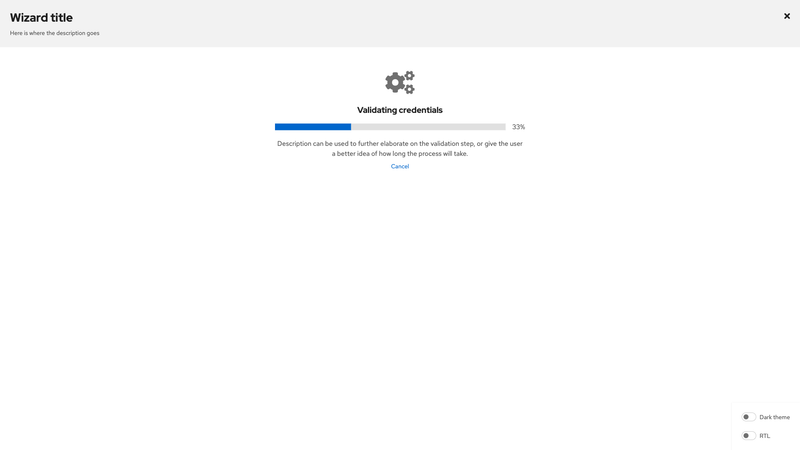 Wizard title
Here is where the description goes
Validating credentials
33%
Description can be used to further elaborate on the validation step, or give the user
a better idea of how long the process will take.
Cancel
Dark theme
RTL